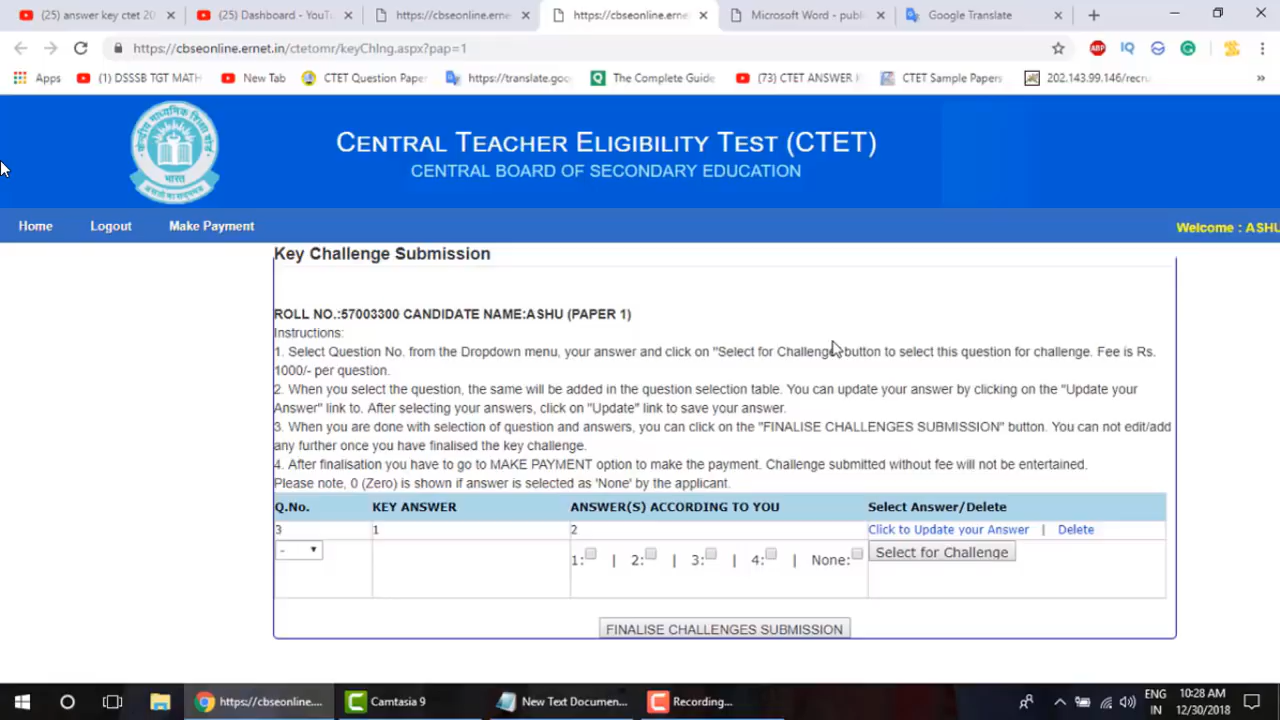 (25) answer key ctet 20
(25) Dashboard - YouT
https://cbseonline.erne
https://cbseonline.erne
Microsoft Word - publ
Google Translate
https://cbseonline.ernet.in/ctetomr/keyChlng.aspx?pap=1
ABP
IQ
Apps
(1) DSSSB TGT MATH
New Tab
CTET Question Paper
https://translate.goo
The Complete Guide
(73) CTET ANSWER K
CTET Sample Papers
202.143.99.146/recru
केन्द्रीय माध्यमिक शिक्षा बोर्ड
भारत
असतो मा सद्गमय
CENTRAL TEACHER ELIGIBILITY TEST (CTET)
CENTRAL BOARD OF SECONDARY EDUCATION
Home Logout Make Payment
Welcome : ASHU
Key Challenge Submission
ROLL NO.:57003300 CANDIDATE NAME:ASHU (PAPER 1)
Instructions:
1. Select Question No. from the Dropdown menu, your answer and click on "Select for Challenge" button to select this question for challenge. Fee is Rs.
1000/- per question.
2. When you select the question, the same will be added in the question selection table. You can update your answer by clicking on the "Update your
Answer" link to. After selecting your answers, click on "Update" link to save your answer.
3. When you are done with selection of question and answers, you can click on the "FINALISE CHALLENGES SUBMISSION" button. You can not edit/add
any further once you have finalised the key challenge.
4. After finalisation you have to go to MAKE PAYMENT option to make the payment. Challenge submitted without fee will not be entertained.
Please note, 0 (Zero) is shown if answer is selected as 'None' by the applicant.
Q.No. KEY ANSWER ANSWER(S) ACCORDING TO YOU Select Answer/Delete
3 1 2 Click to Update your Answer | Delete
- 1: | 2: | 3: | 4: | None: Select for Challenge
FINALISE CHALLENGES SUBMISSION
https://cbseonline....
Camtasia 9
New Text Documen...
Recording...
ENG
IN
10:28 AM
12/30/2018